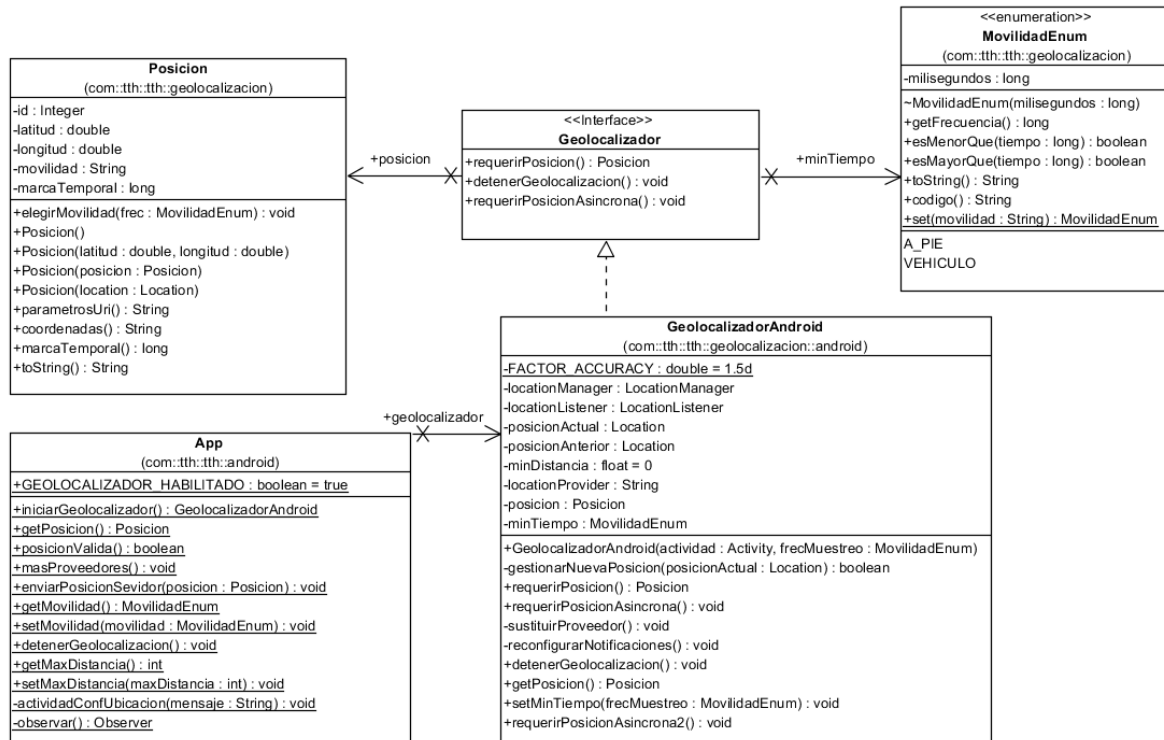 Posicion
(com::tth::tth::geolocalizacion)
-id : Integer
-latitud : double
-longitud : double
-movilidad : String
-marcaTemporal : long
+elegirMovilidad(frec : MovilidadEnum) : void
+Posicion()
+Posicion(latitud : double, longitud : double)
+Posicion(posicion : Posicion)
+Posicion(location : Location)
+parametrosUri() : String
+coordenadas() : String
+marcaTemporal() : long
+toString() : String
+posicion
<<Interface>>
Geolocalizador
+requerirPosicion() : Posicion
+detenerGeolocalizacion() : void
+requerirPosicionAsincrona() : void
+minTiempo
<<enumeration>>
MovilidadEnum
(com::tth::tth::geolocalizacion)
-milisegundos : long
~MovilidadEnum(milisegundos : long)
+getFrecuencia() : long
+esMenorQue(tiempo : long) : boolean
+esMayorQue(tiempo : long) : boolean
+toString() : String
+codigo() : String
+set(movilidad : String) : MovilidadEnum
A_PIE
VEHICULO
App
(com::tth::tth::android)
+GEOLOCALIZADOR_HABILITADO : boolean = true
+iniciarGeolocalizador() : GeolocalizadorAndroid
+getPosicion() : Posicion
+posicionValida() : boolean
+masProveedores() : void
+enviarPosicionSevidor(posicion : Posicion) : void
+getMovilidad() : MovilidadEnum
+setMovilidad(movilidad : MovilidadEnum) : void
+detenerGeolocalizacion() : void
+getMaxDistancia() : int
+setMaxDistancia(maxDistancia : int) : void
-actividadConfUbicacion(mensaje : String) : void
-observar() : Observer
+geolocalizador
GeolocalizadorAndroid
(com::tth::tth::geolocalizacion::android)
-FACTOR_ACCURACY : double = 1.5d
-locationManager : LocationManager
-locationListener : LocationListener
-posicionActual : Location
-posicionAnterior : Location
-minDistancia : float = 0
-locationProvider : String
-posicion : Posicion
-minTiempo : MovilidadEnum
+GeolocalizadorAndroid(actividad : Activity, frecMuestreo : MovilidadEnum)
-gestionarNuevaPosicion(posicionActual : Location) : boolean
+requerirPosicion() : Posicion
+requerirPosicionAsincrona() : void
-sustituirProveedor() : void
-reconfigurarNotificaciones() : void
+detenerGeolocalizacion() : void
+getPosicion() : Posicion
+setMinTiempo(frecMuestreo : MovilidadEnum) : void
+requerirPosicionAsincrona2() : void